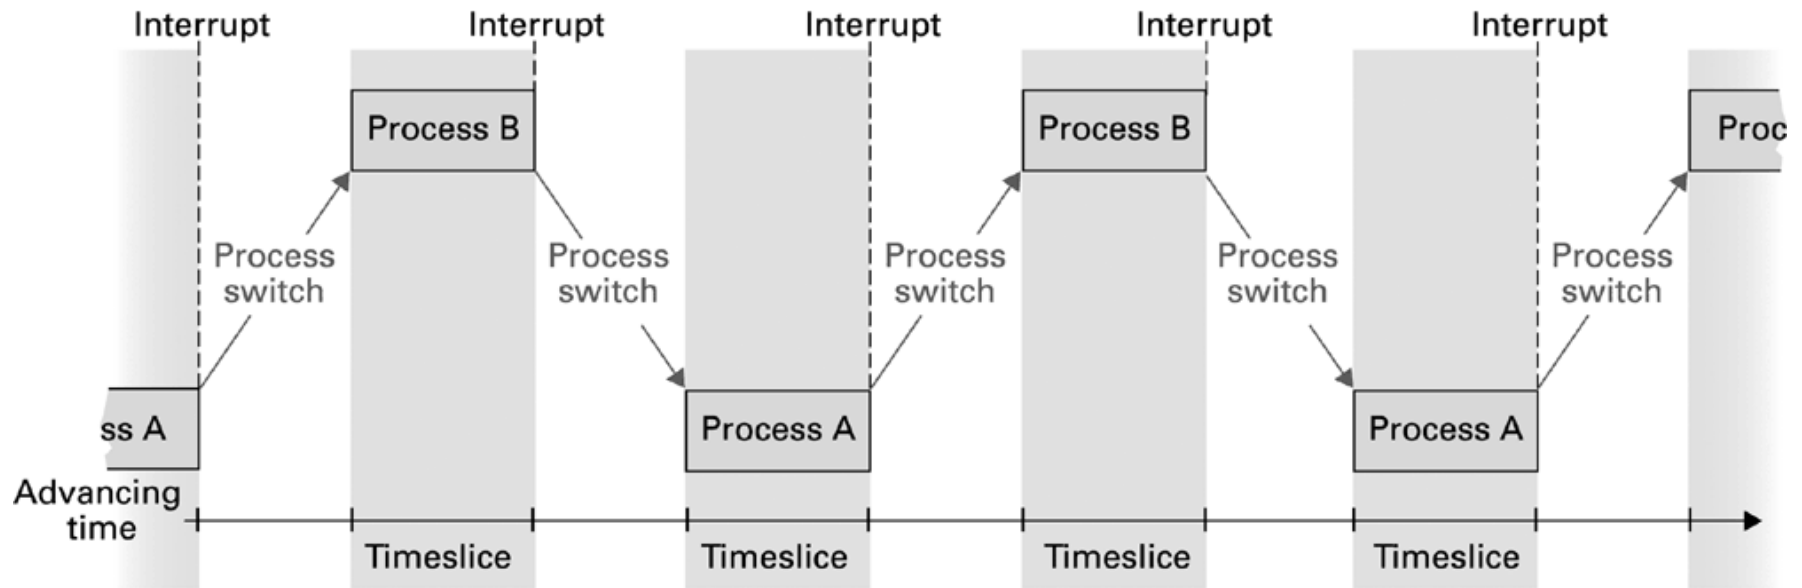 Interrupt Interrupt Interrupt Interrupt Interrupt
Process B Process B Proc
Process Process Process Process Process
switch switch switch switch switch
ss A Process A Process A
Advancing
time
Timeslice Timeslice Timeslice Timeslice